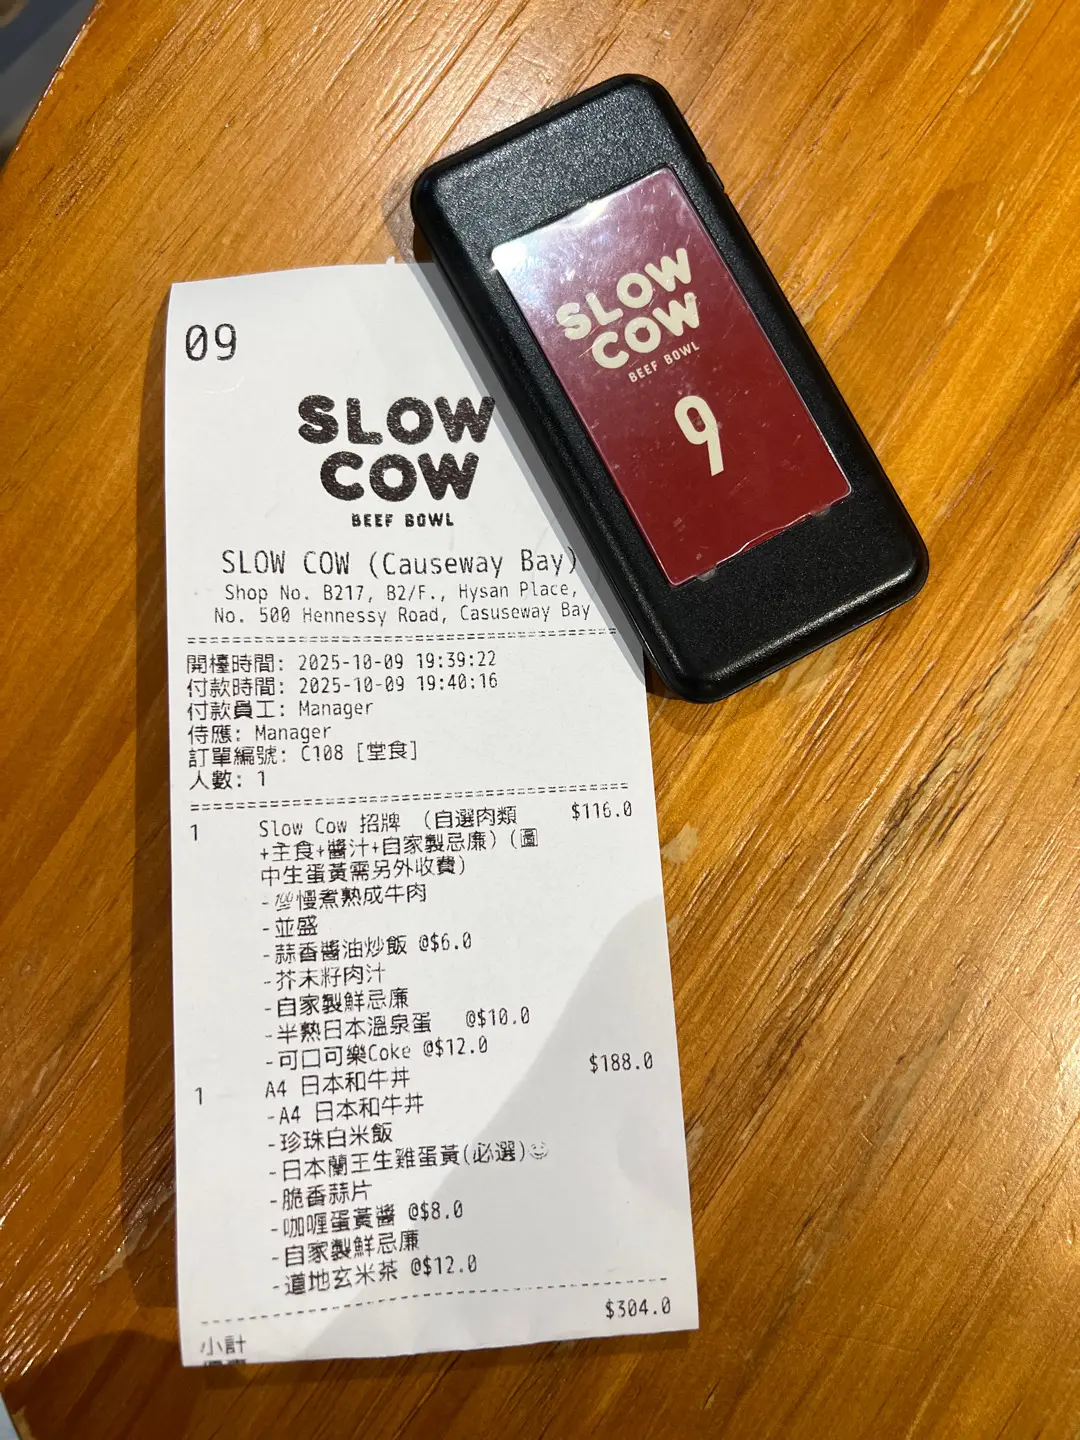 09
SLOW
COW
BEEF BOWL
SLOW COW (Causeway Bay)
Shop No. B217, B2/F., Hysan Place,
No. 500 Hennessy Road, Casuseway Bay
開檯時間: 2025-10-09 19:39:22
付款時間: 2025-10-09 19:40:16
付款員工: Manager
侍應: Manager
訂單編號: C108 [堂食]
人數: 1
1 Slow Cow 招牌 (自選肉類 $116.0
+主食+醬汁+自家製忌廉) (圖
中生蛋黃需另外收費)
-💯慢煮熟成牛肉
-並盛
-蒜香醬油炒飯 @$6.0
-芥末籽肉汁
-自家製鮮忌廉
-半熟日本溫泉蛋 @$10.0
-可口可樂Coke @$12.0
1 A4 日本和牛丼 $188.0
-A4 日本和牛丼
-珍珠白米飯
-日本蘭王生雞蛋黃(必選)😊
-脆香蒜片
-咖喱蛋黃醬 @$8.0
-自家製鮮忌廉
-道地玄米茶 @$12.0
小計 $304.0
SLOW
COW
BEEF BOWL
9